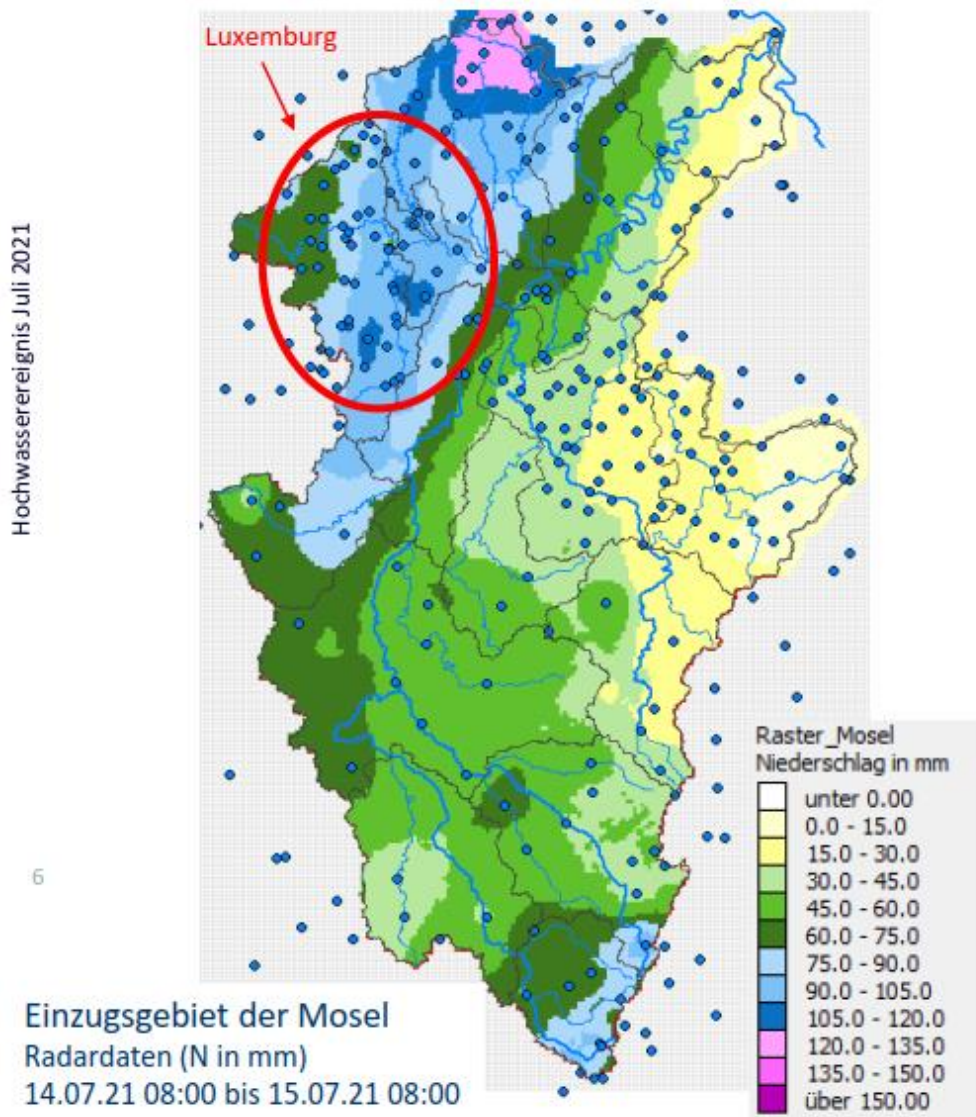 Luxemburg
Hochwasserereignis Juli 2021
Raster_Mosel
Niederschlag in mm
unter 0.00
0.0 - 15.0
15.0 - 30.0
30.0 - 45.0
45.0 - 60.0
60.0 - 75.0
75.0 - 90.0
90.0 - 105.0
105.0 - 120.0
120.0 - 135.0
135.0 - 150.0
über 150.00
6
Einzugsgebiet der Mosel
Radardaten (N in mm)
14.07.21 08:00 bis 15.07.21 08:00